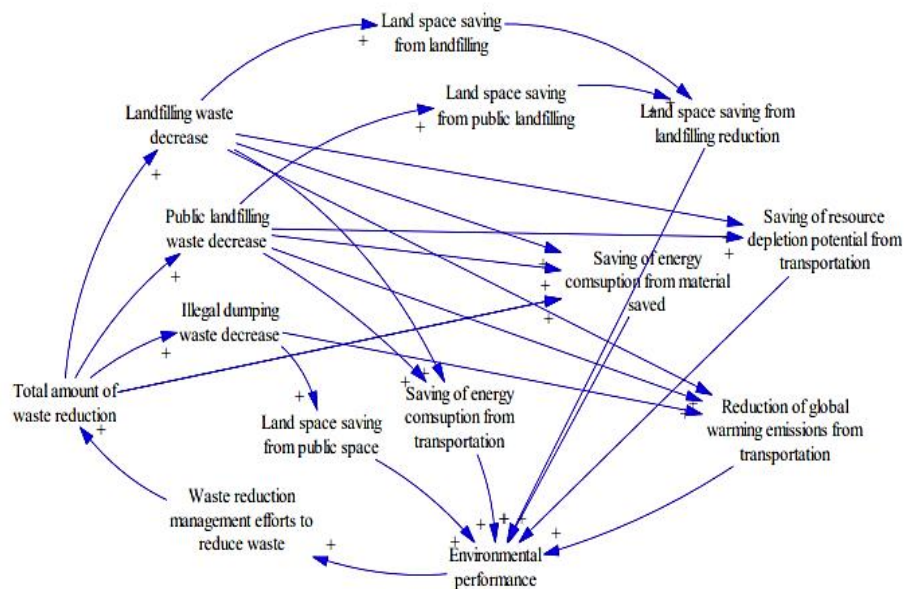 Land space saving
from landfilling
Land space saving
from public landfilling
Landfilling waste
decrease
Land space saving from
landfilling reduction
Public landfilling
waste decrease
Saving of resource
depletion potential from
transportation
Saving of energy
comsuption from material
saved
Illegal dumping
waste decrease
Total amount of
waste reduction
Saving of energy
comsuption from
transportation
Reduction of global
warming emissions from
transportation
Land space saving
from public space
Waste reduction
management efforts to
reduce waste
Environmental
performance